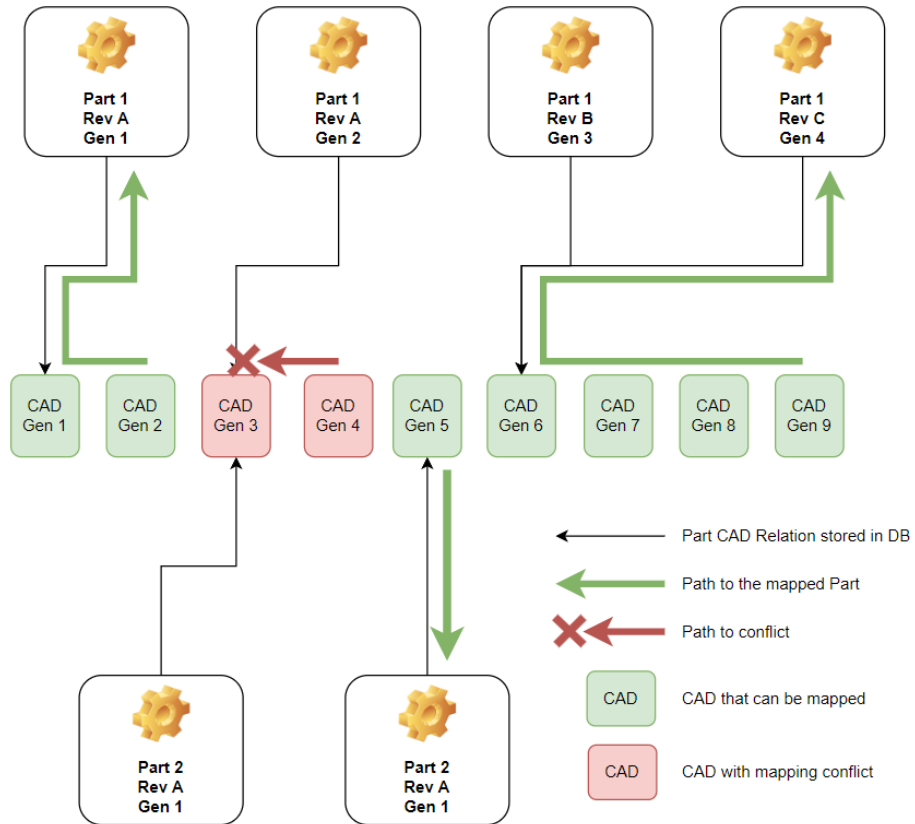 Part 1
Rev A
Gen 1
Part 1
Rev A
Gen 2
Part 1
Rev B
Gen 3
Part 1
Rev C
Gen 4
CAD
Gen 1
CAD
Gen 2
CAD
Gen 3
CAD
Gen 4
CAD
Gen 5
CAD
Gen 6
CAD
Gen 7
CAD
Gen 8
CAD
Gen 9
Part CAD Relation stored in DB
Path to the mapped Part
Path to conflict
CAD
CAD that can be mapped
CAD
CAD with mapping conflict
Part 2
Rev A
Gen 1
Part 2
Rev A
Gen 1